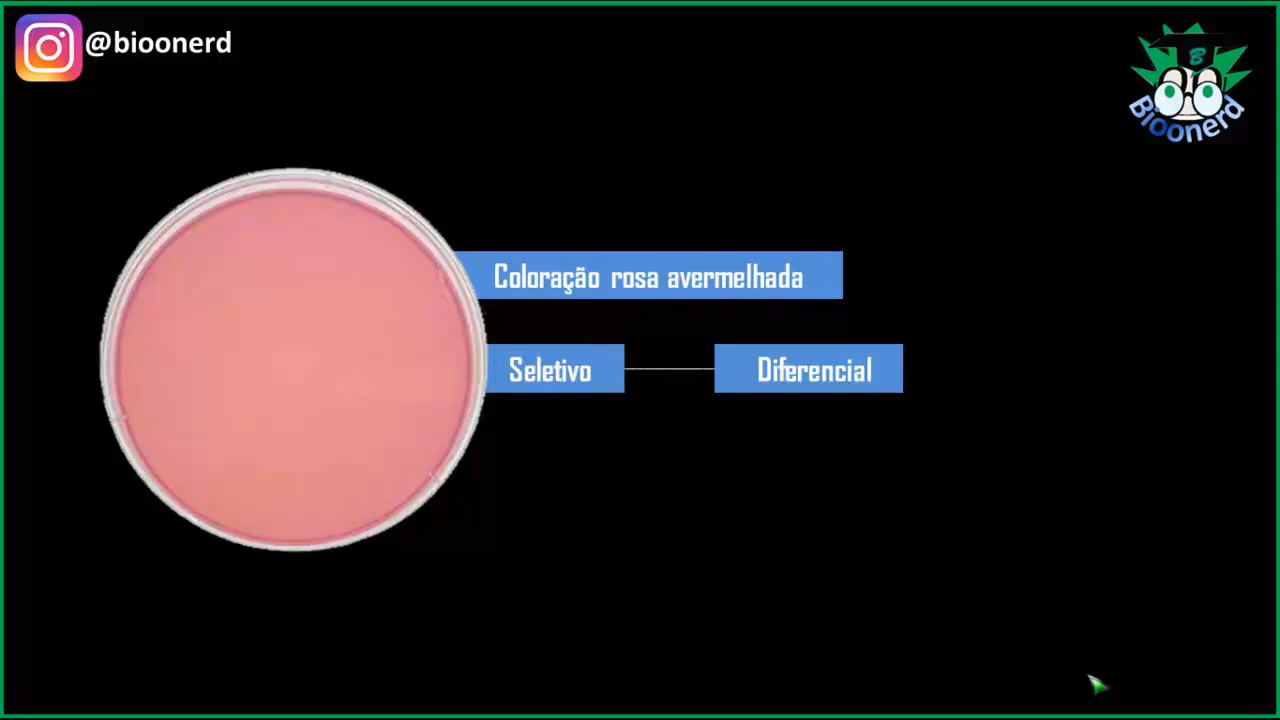 @bioonerd
B
Bioonerd
Coloração rosa avermelhada
Seletivo
Diferencial